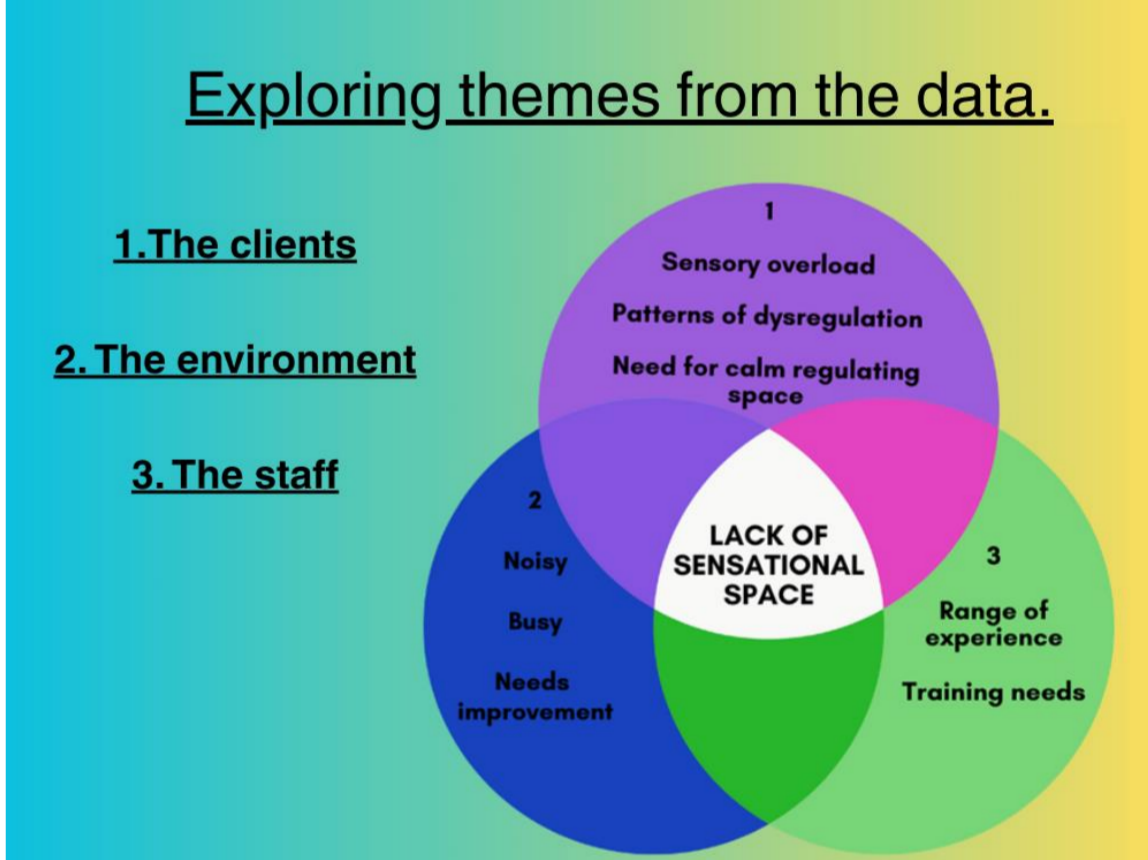 Exploring themes from the data.
1.The clients
2. The environment
3. The staff
1
Sensory overload
Patterns of dysregulation
Need for calm regulating
space
2
Noisy
Busy
Needs
improvement
LACK OF
SENSATIONAL
SPACE
3
Range of
experience
Training needs